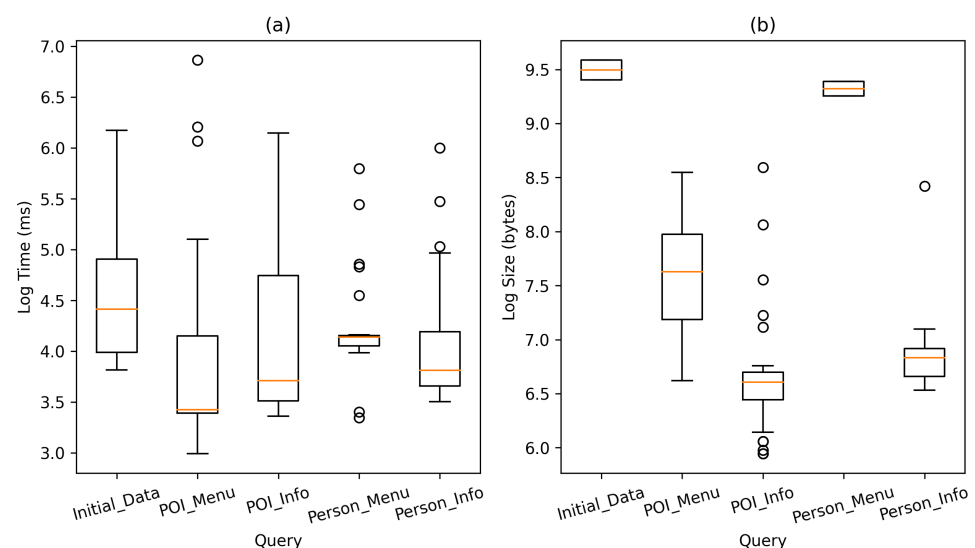 (a)
Log Time (ms)
7.0
6.5
6.0
5.5
5.0
4.5
4.0
3.5
3.0
Initial_Data
POI_Menu
POI_Info
Person_Menu
Person_Info
Query
(b)
Log Size (bytes)
9.5
9.0
8.5
8.0
7.5
7.0
6.5
6.0
Initial_Data
POI_Menu
POI_Info
Person_Menu
Person_Info
Query